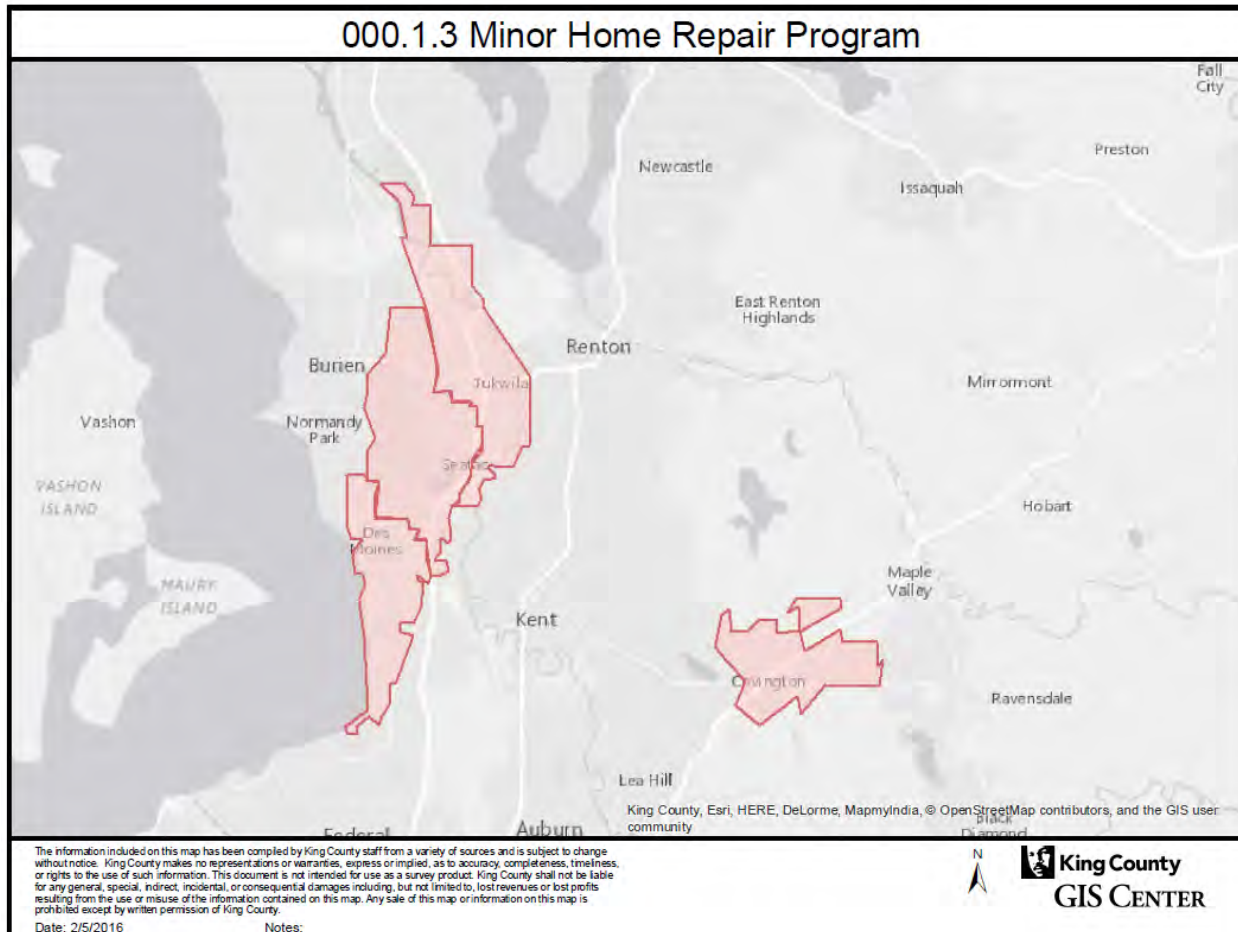 000.1.3 Minor Home Repair Program
Fall
City
Preston
Newcastle
Issaquah
East Renton
Highlands
Renton
Burien
Tukwila
Mirrormont
Vashon
Normandy
Park
VASHON
ISLAND
Hobart
Des
Moines
Maple
Valley
MAURY
ISLAND
Kent
Covington
Ravensdale
Lea Hill
King County, Esri, HERE, DeLorme, MapmyIndia, © OpenStreetMap contributors, and the GIS user
community
Black
Diamond
Federal
Auburn
The information included on this map has been compiled by King County staff from a variety of sources and is subject to change
without notice. King County makes no representations or warranties, express or implied, as to accuracy, completeness, timeliness,
or rights to the use of such information. This document is not intended for use as a survey product. King County shall not be liable
for any general, special, indirect, incidental, or consequential damages including, but not limited to, lost revenues or lost profits
resulting from the use or misuse of the information contained on this map. Any sale of this map or information on this map is
prohibited except by written permission of King County.
Date: 2/5/2016 Notes:
N
King County
GIS CENTER